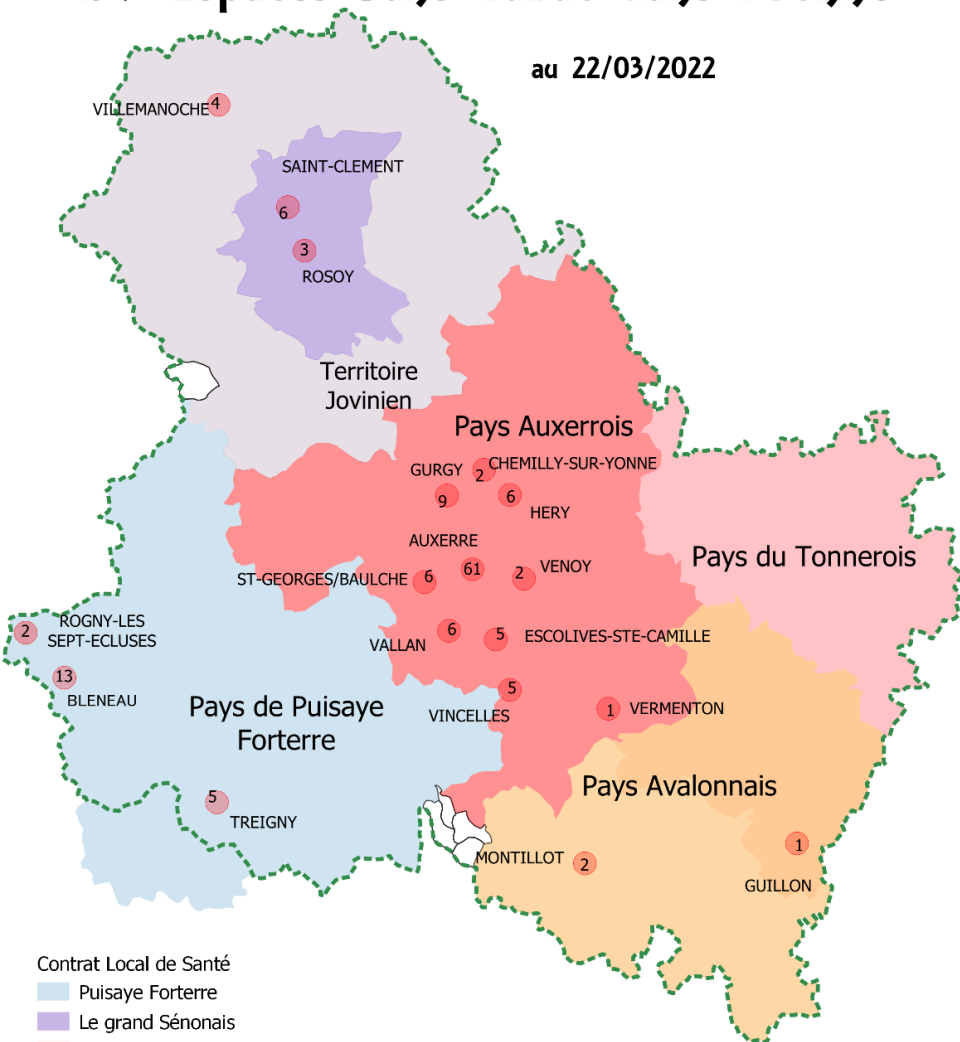 au 22/03/2022
VILLEMANOCHE 4
SAINT-CLEMENT
6
3
ROSOY
Territoire
Jovinien
Pays Auxerrois
GURGY
2
CHEMILLY-SUR-YONNE
9
6
HERY
AUXERRE
61
ST-GEORGES/BAULCHE
6
2
VENOY
Pays du Tonnerois
2
ROGNY-LES
SEPT-ECLUSES
VALLAN
6
5
ESCOLIVES-STE-CAMILLE
13
BLENEAU
5
VINCELLES
1
VERMENTON
Pays de Puisaye
Forterre
5
TREIGNY
Pays Avalonnais
MONTILLOT
2
1
GUILLON
Contrat Local de Santé
Puisaye Forterre
Le grand Sénonais